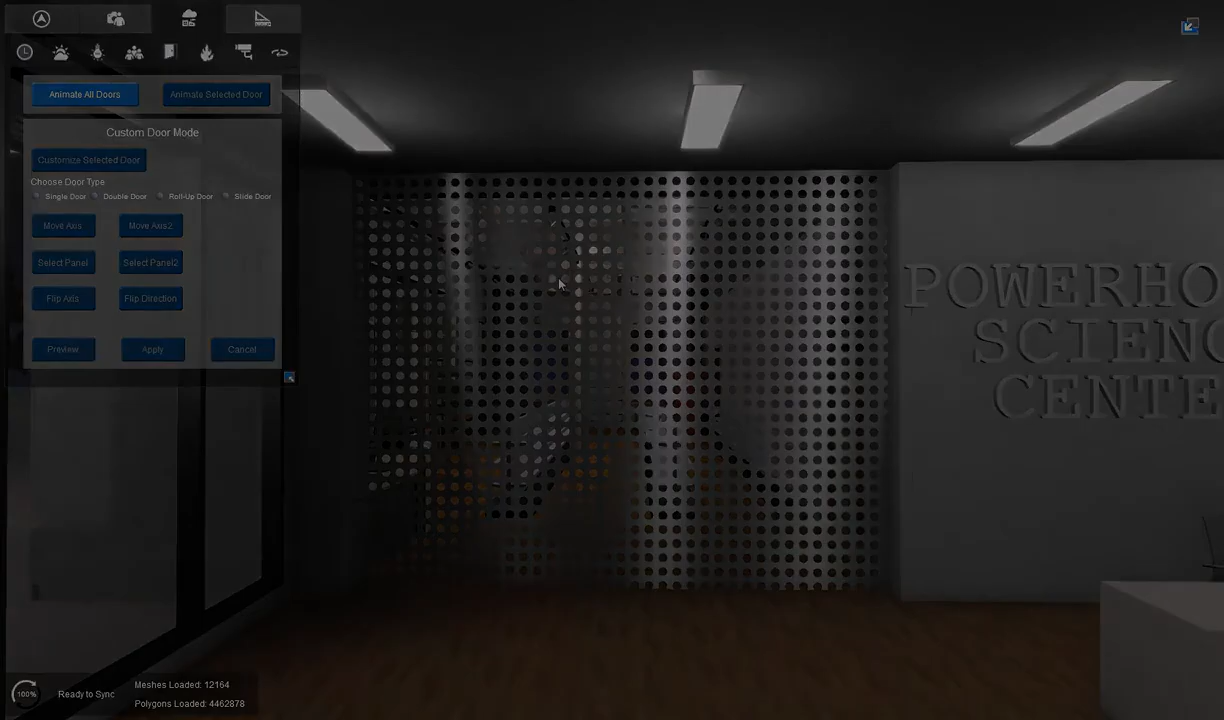 Animate All Doors
Animate Selected Door
Custom Door Mode
Customize Selected Door
Choose Door Type
Single Door Double Door Roll-Up Door Slide Door
Move Axis
Move Axis2
Select Panel
Select Panel2
Flip Axis
Flip Direction
Preview
Apply
Cancel
POWERHO
SCIENC
CENTE
100%
Ready to Sync
Meshes Loaded: 12164
Polygons Loaded: 4462878